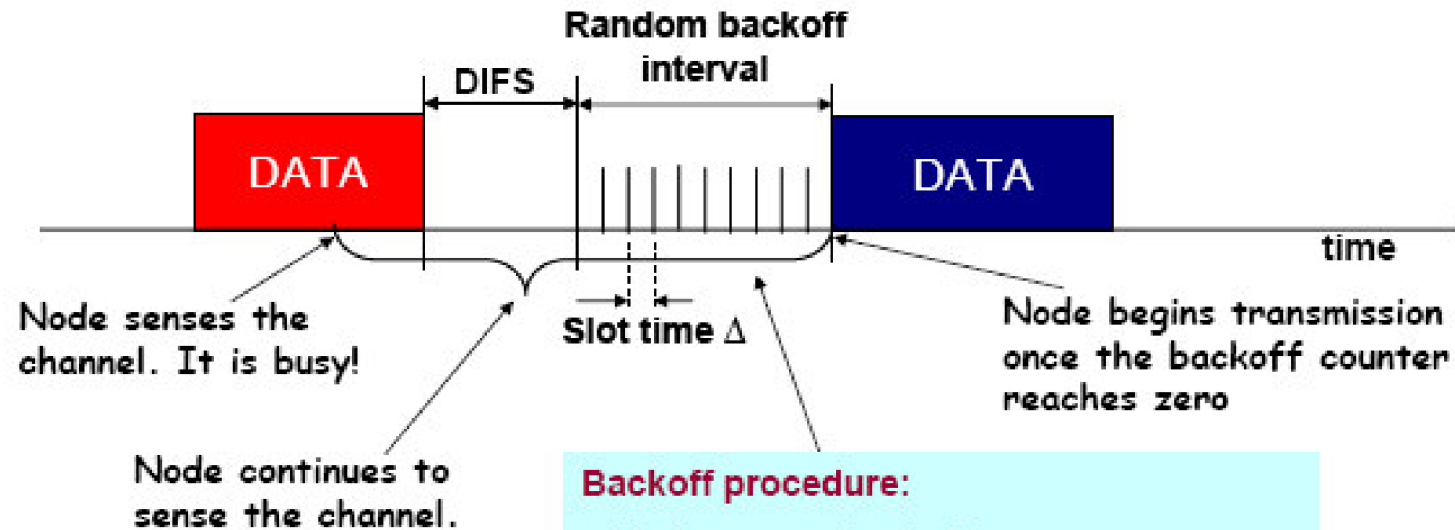 Random backoff
interval
DIFS
DATA
DATA
time
Slot time Δ
Node senses the
channel. It is busy!
Node begins transmission
once the backoff counter
reaches zero
Node continues to
sense the channel.
Backoff procedure: